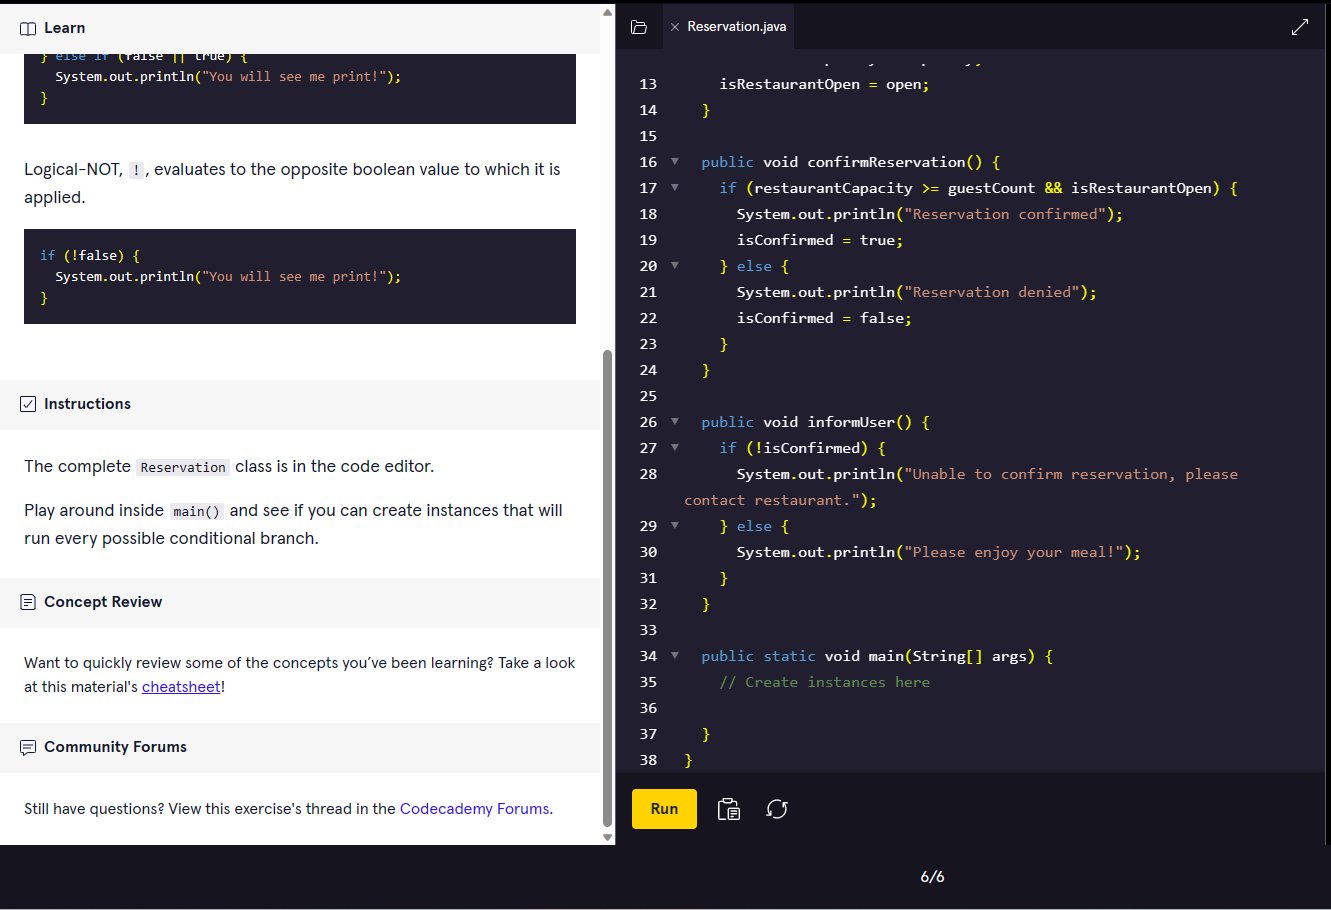 Learn
} else if (false || true) {
System.out.println("You will see me print!");
}
Logical-NOT, !, evaluates to the opposite boolean value to which it is
applied.
if (!false) {
System.out.println("You will see me print!");
}
Instructions
The complete Reservation class is in the code editor.
Play around inside main() and see if you can create instances that will
run every possible conditional branch.
Concept Review
Want to quickly review some of the concepts you’ve been learning? Take a look
at this material's cheatsheet!
Community Forums
Still have questions? View this exercise's thread in the Codecademy Forums.
Reservation.java
13 isRestaurantOpen = open;
14 }
15
16 public void confirmReservation() {
17 if (restaurantCapacity >= guestCount && isRestaurantOpen) {
18 System.out.println("Reservation confirmed");
19 isConfirmed = true;
20 } else {
21 System.out.println("Reservation denied");
22 isConfirmed = false;
23 }
24 }
25
26 public void informUser() {
27 if (!isConfirmed) {
28 System.out.println("Unable to confirm reservation, please
contact restaurant.");
29 } else {
30 System.out.println("Please enjoy your meal!");
31 }
32 }
33
34 public static void main(String[] args) {
35 // Create instances here
36
37 }
38 }
Run
6/6